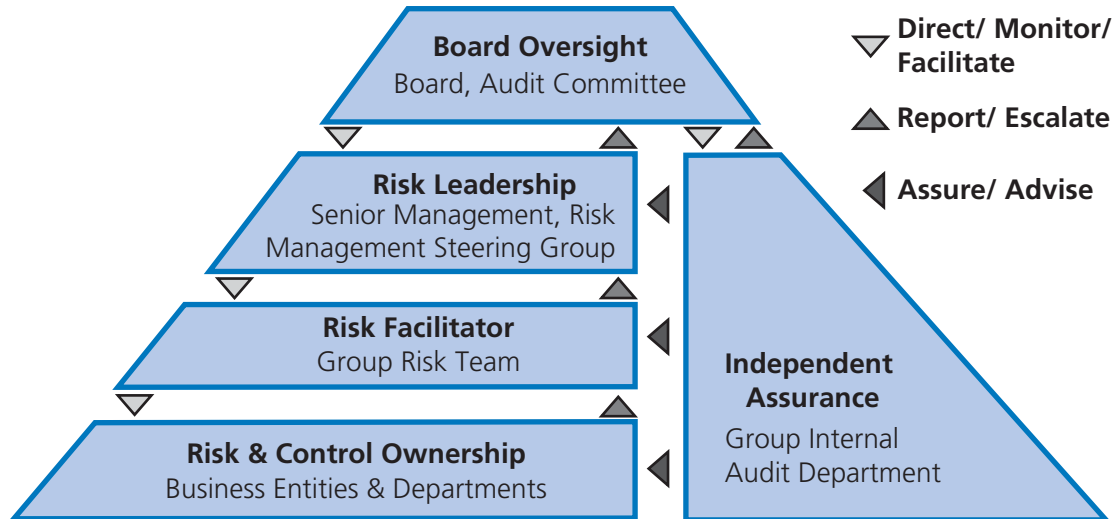 Board Oversight
Board, Audit Committee
Direct/ Monitor/
Facilitate
Report/ Escalate
Assure/ Advise
Risk Leadership
Senior Management, Risk
Management Steering Group
Risk Facilitator
Group Risk Team
Risk & Control Ownership
Business Entities & Departments
Independent
Assurance
Group Internal
Audit Department